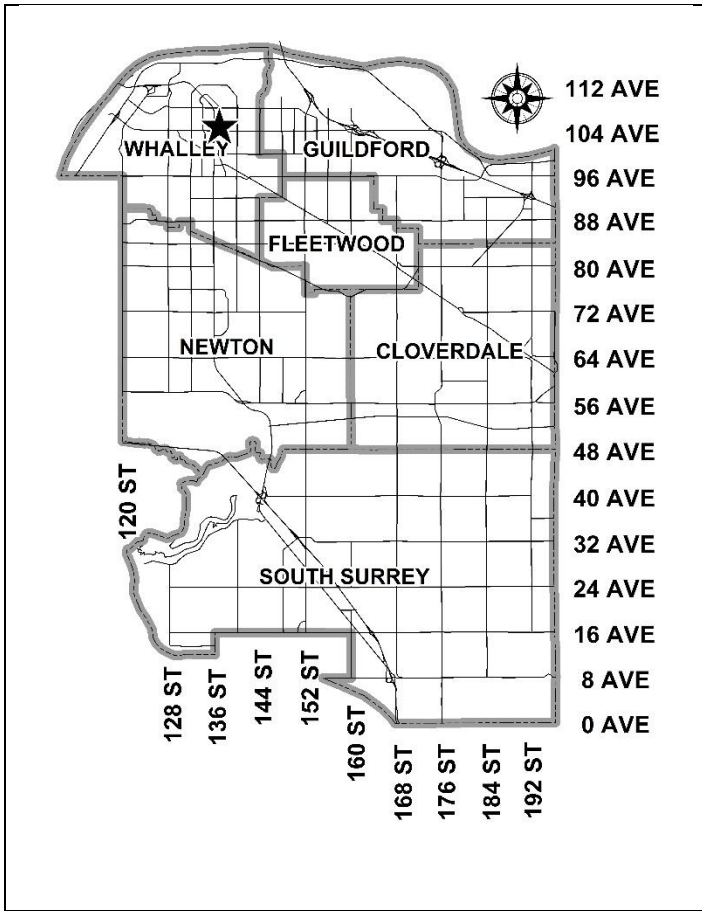 112 AVE
104 AVE
WHALLEY
GUILDFORD
96 AVE
88 AVE
FLEETWOOD
80 AVE
72 AVE
NEWTON
CLOVERDALE
64 AVE
56 AVE
48 AVE
120 ST
40 AVE
32 AVE
SOUTH SURREY
24 AVE
16 AVE
8 AVE
0 AVE
128 ST
136 ST
144 ST
152 ST
160 ST
168 ST
176 ST
184 ST
192 ST